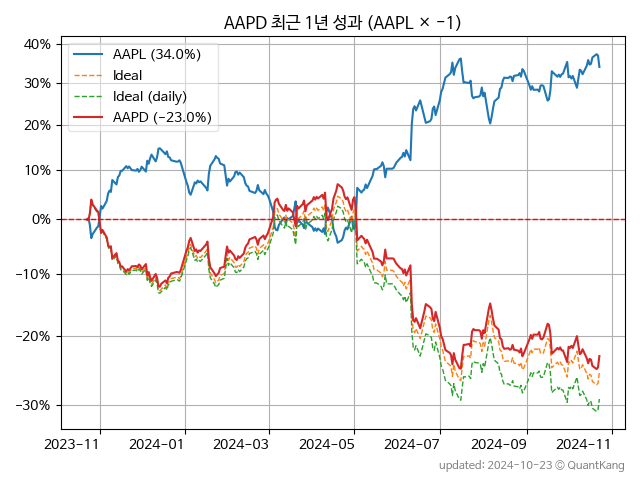 AAPD 최근 1년 성과 (AAPL × −1)
AAPL (34.0%)
Ideal
Ideal (daily)
AAPD (−23.0%)
40%
30%
20%
10%
0%
−10%
−20%
−30%
2023-11
2024-01
2024-03
2024-05
2024-07
2024-09
2024-11
updated: 2024-10-23 © QuantKang